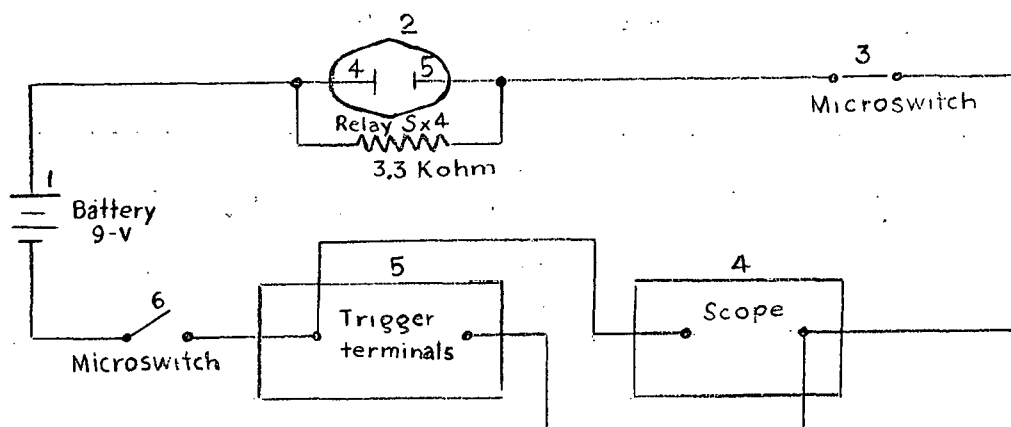 2
4 5
3
Relay Sx4
Microswitch
3.3 Kohm
1
Battery
9-V
5
4
6
Trigger
terminals
Scope
Microswitch